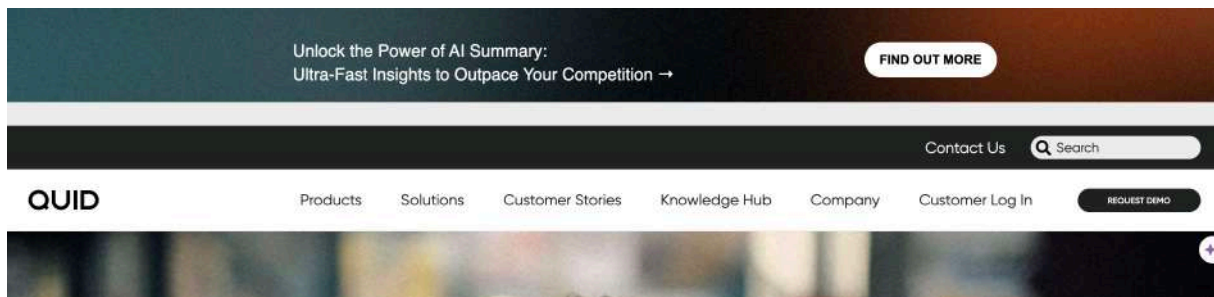 Unlock the Power of AI Summary:
Ultra-Fast Insights to Outpace Your Competition →
FIND OUT MORE
Contact Us
Search
QUID
Products
Solutions
Customer Stories
Knowledge Hub
Company
Customer Log In
REQUEST DEMO